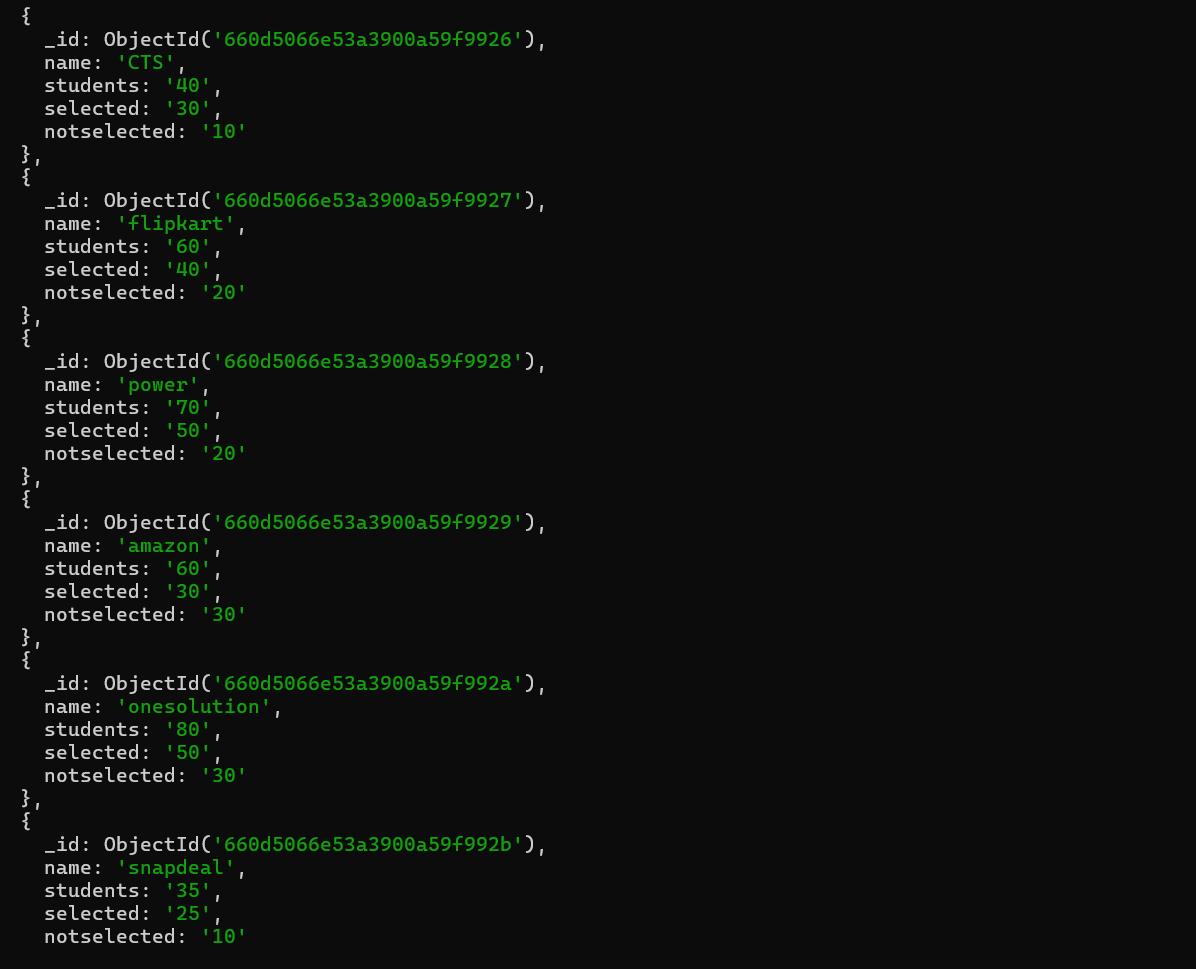 {
_id: ObjectId('660d5066e53a3900a59f9926'),
name: 'CTS',
students: '40',
selected: '30',
notselected: '10'
},
{
_id: ObjectId('660d5066e53a3900a59f9927'),
name: 'flipkart',
students: '60',
selected: '40',
notselected: '20'
},
{
_id: ObjectId('660d5066e53a3900a59f9928'),
name: 'power',
students: '70',
selected: '50',
notselected: '20'
},
{
_id: ObjectId('660d5066e53a3900a59f9929'),
name: 'amazon',
students: '60',
selected: '30',
notselected: '30'
},
{
_id: ObjectId('660d5066e53a3900a59f992a'),
name: 'onesolution',
students: '80',
selected: '50',
notselected: '30'
},
{
_id: ObjectId('660d5066e53a3900a59f992b'),
name: 'snapdeal',
students: '35',
selected: '25',
notselected: '10'